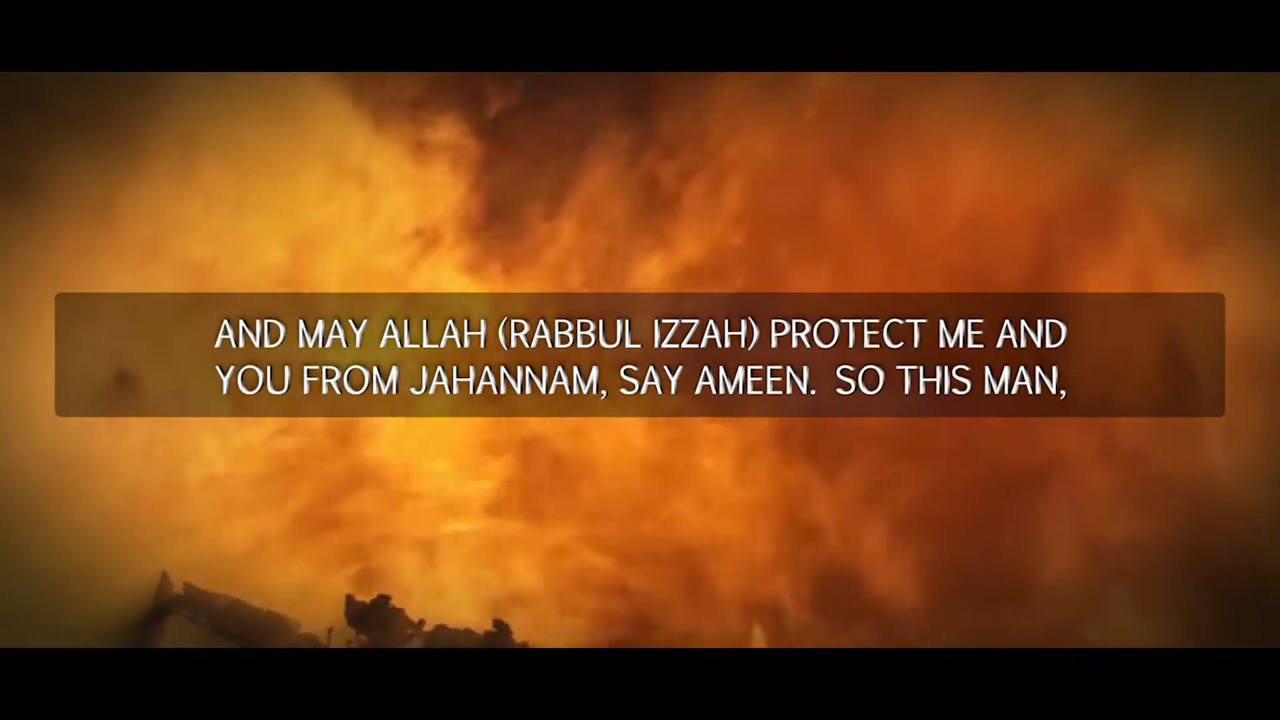 AND MAY ALLAH (RABBUL IZZAH) PROTECT ME AND
YOU FROM JAHANNAM, SAY AMEEN. SO THIS MAN,